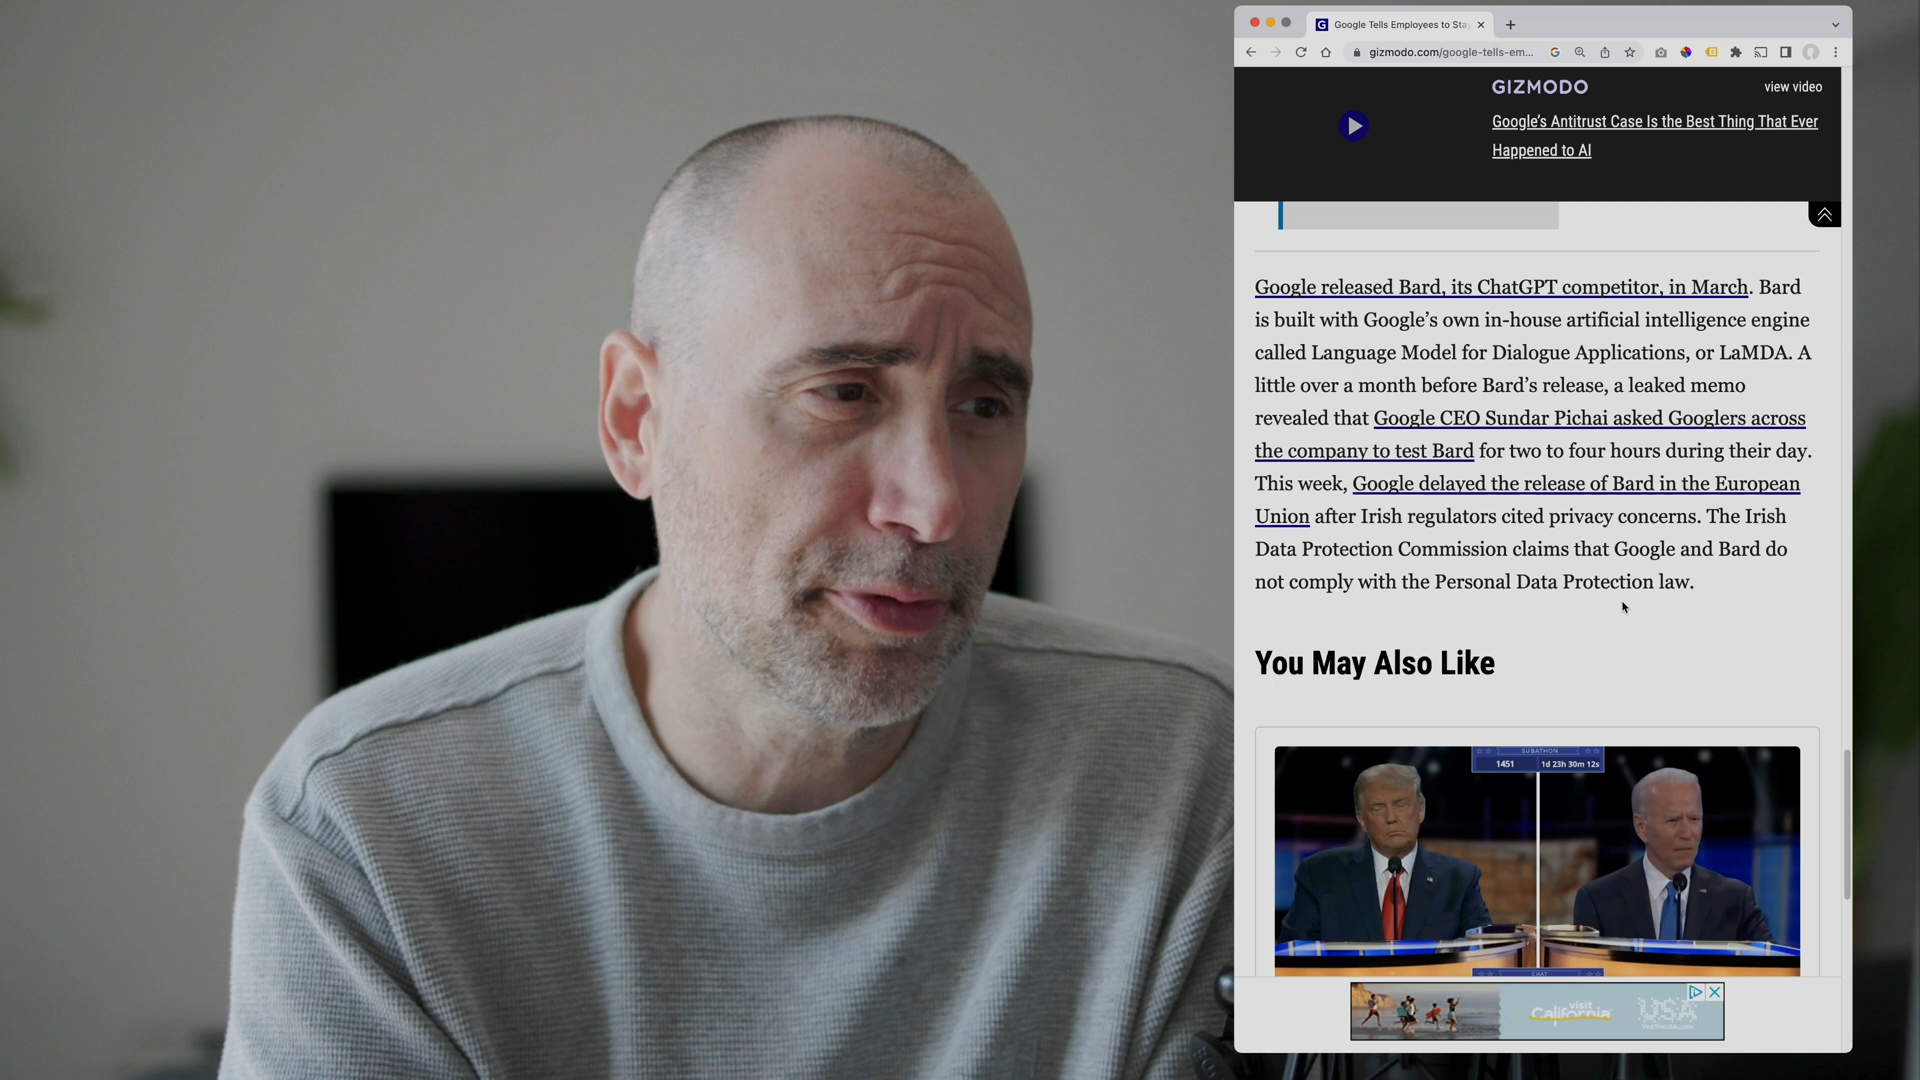 Google Tells Employees to Sta
gizmodo.com/google-tells-em...
GIZMODO
view video
Google's Antitrust Case Is the Best Thing That Ever
Happened to AI
Google released Bard, its ChatGPT competitor, in March. Bard
is built with Google's own in-house artificial intelligence engine
called Language Model for Dialogue Applications, or LaMDA. A
little over a month before Bard's release, a leaked memo
revealed that Google CEO Sundar Pichai asked Googlers across
the company to test Bard for two to four hours during their day.
This week, Google delayed the release of Bard in the European
Union after Irish regulators cited privacy concerns. The Irish
Data Protection Commission claims that Google and Bard do
not comply with the Personal Data Protection law.
You May Also Like
SUBATHON
1451 1d 23h 30m 12s
CHAT
visit
California
USA